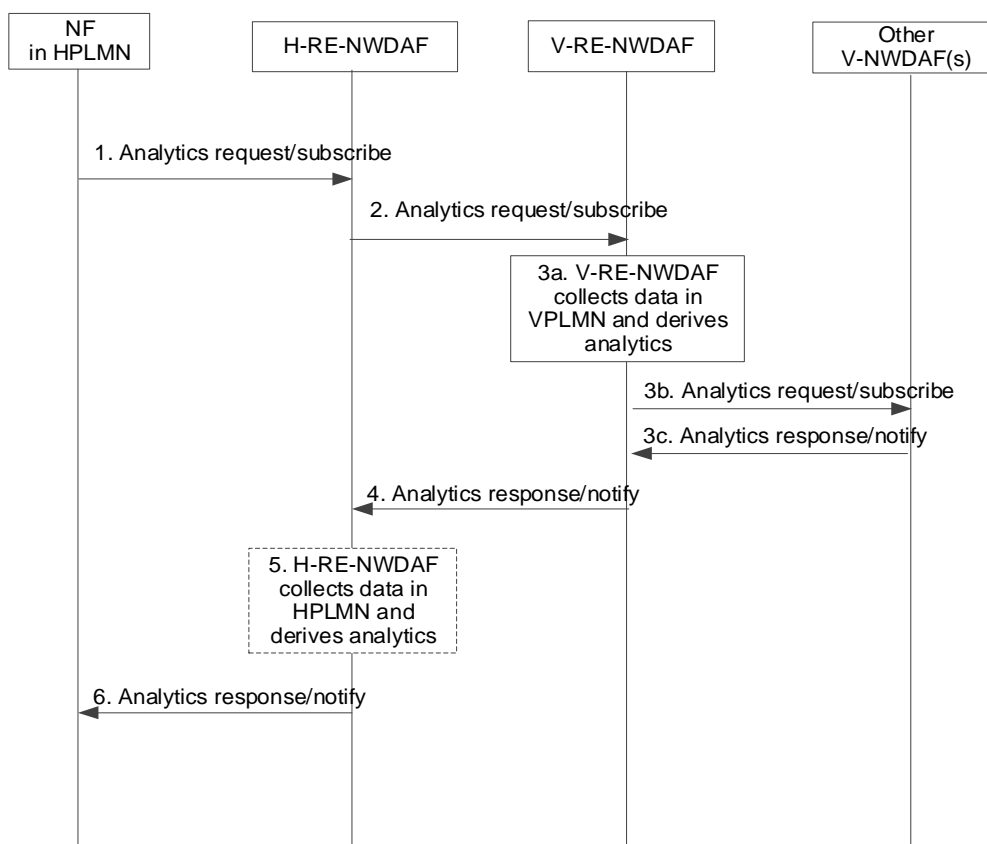 NF
in HPLMN
H-RE-NWDAF
V-RE-NWDAF
Other
V-NWDAF(s)
1. Analytics request/subscribe
2. Analytics request/subscribe
3a. V-RE-NWDAF
collects data in
VPLMN and derives
analytics
3b. Analytics request/subscribe
3c. Analytics response/notify
4. Analytics response/notify
5. H-RE-NWDAF
collects data in
HPLMN and
derives analytics
6. Analytics response/notify